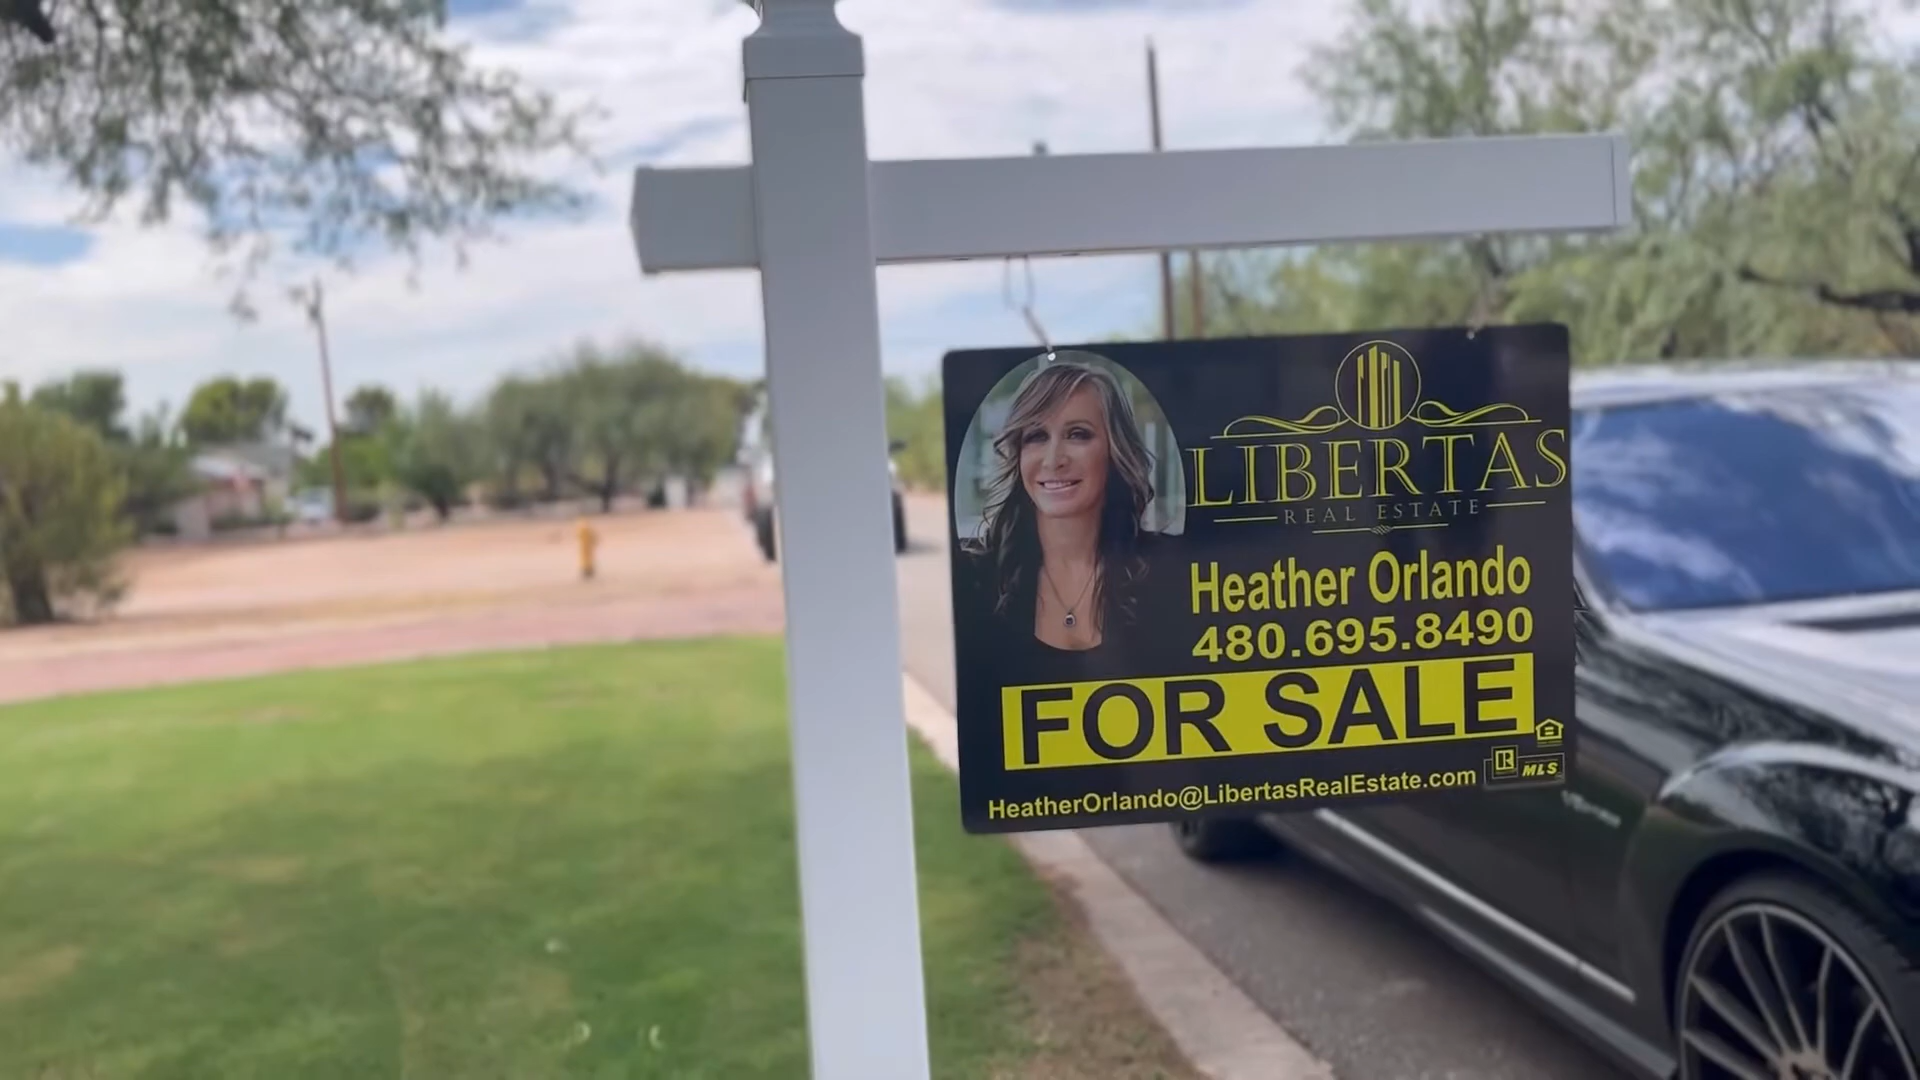 LIBERTAS
REAL ESTATE
Heather Orlando
480.695.8490
FOR SALE
HeatherOrlando@LibertasRealEstate.com
R
MLS